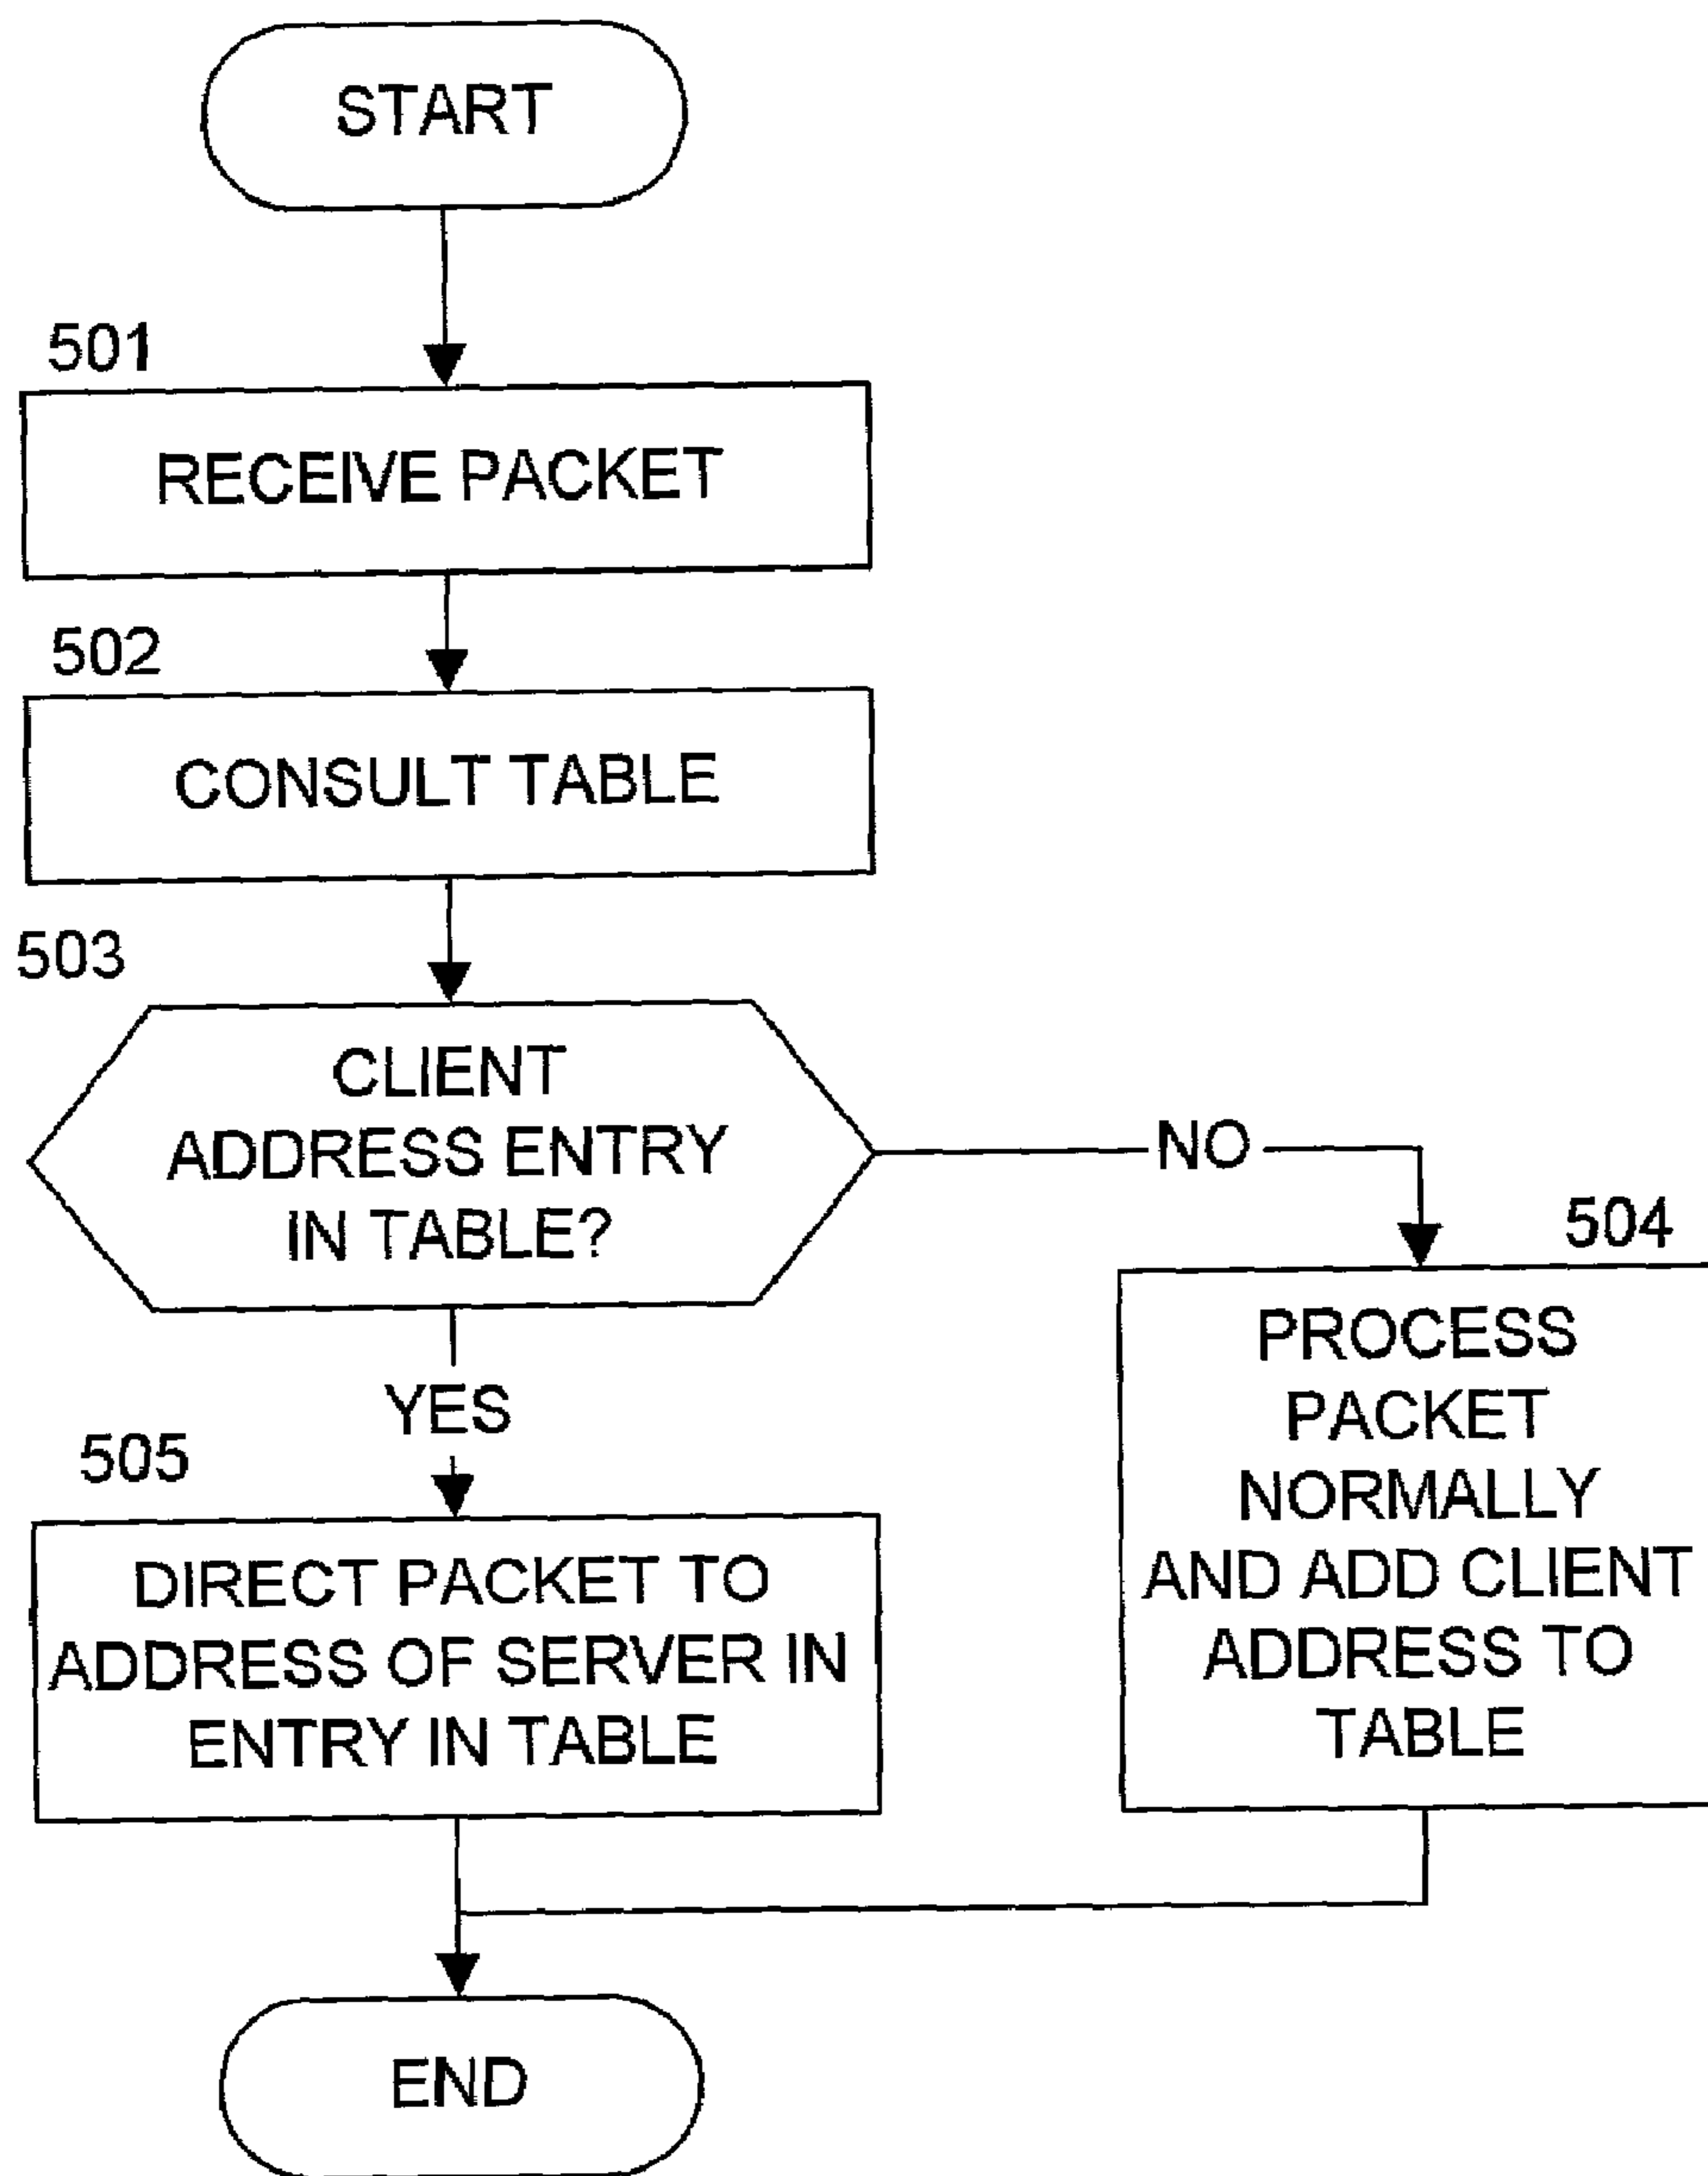 START
501
RECEIVE PACKET
502
CONSULT TABLE
503
CLIENT
ADDRESS ENTRY
IN TABLE?
NO
504
PROCESS
PACKET
NORMALLY
AND ADD CLIENT
ADDRESS TO
TABLE
YES
505
DIRECT PACKET TO
ADDRESS OF SERVER IN
ENTRY IN TABLE
END